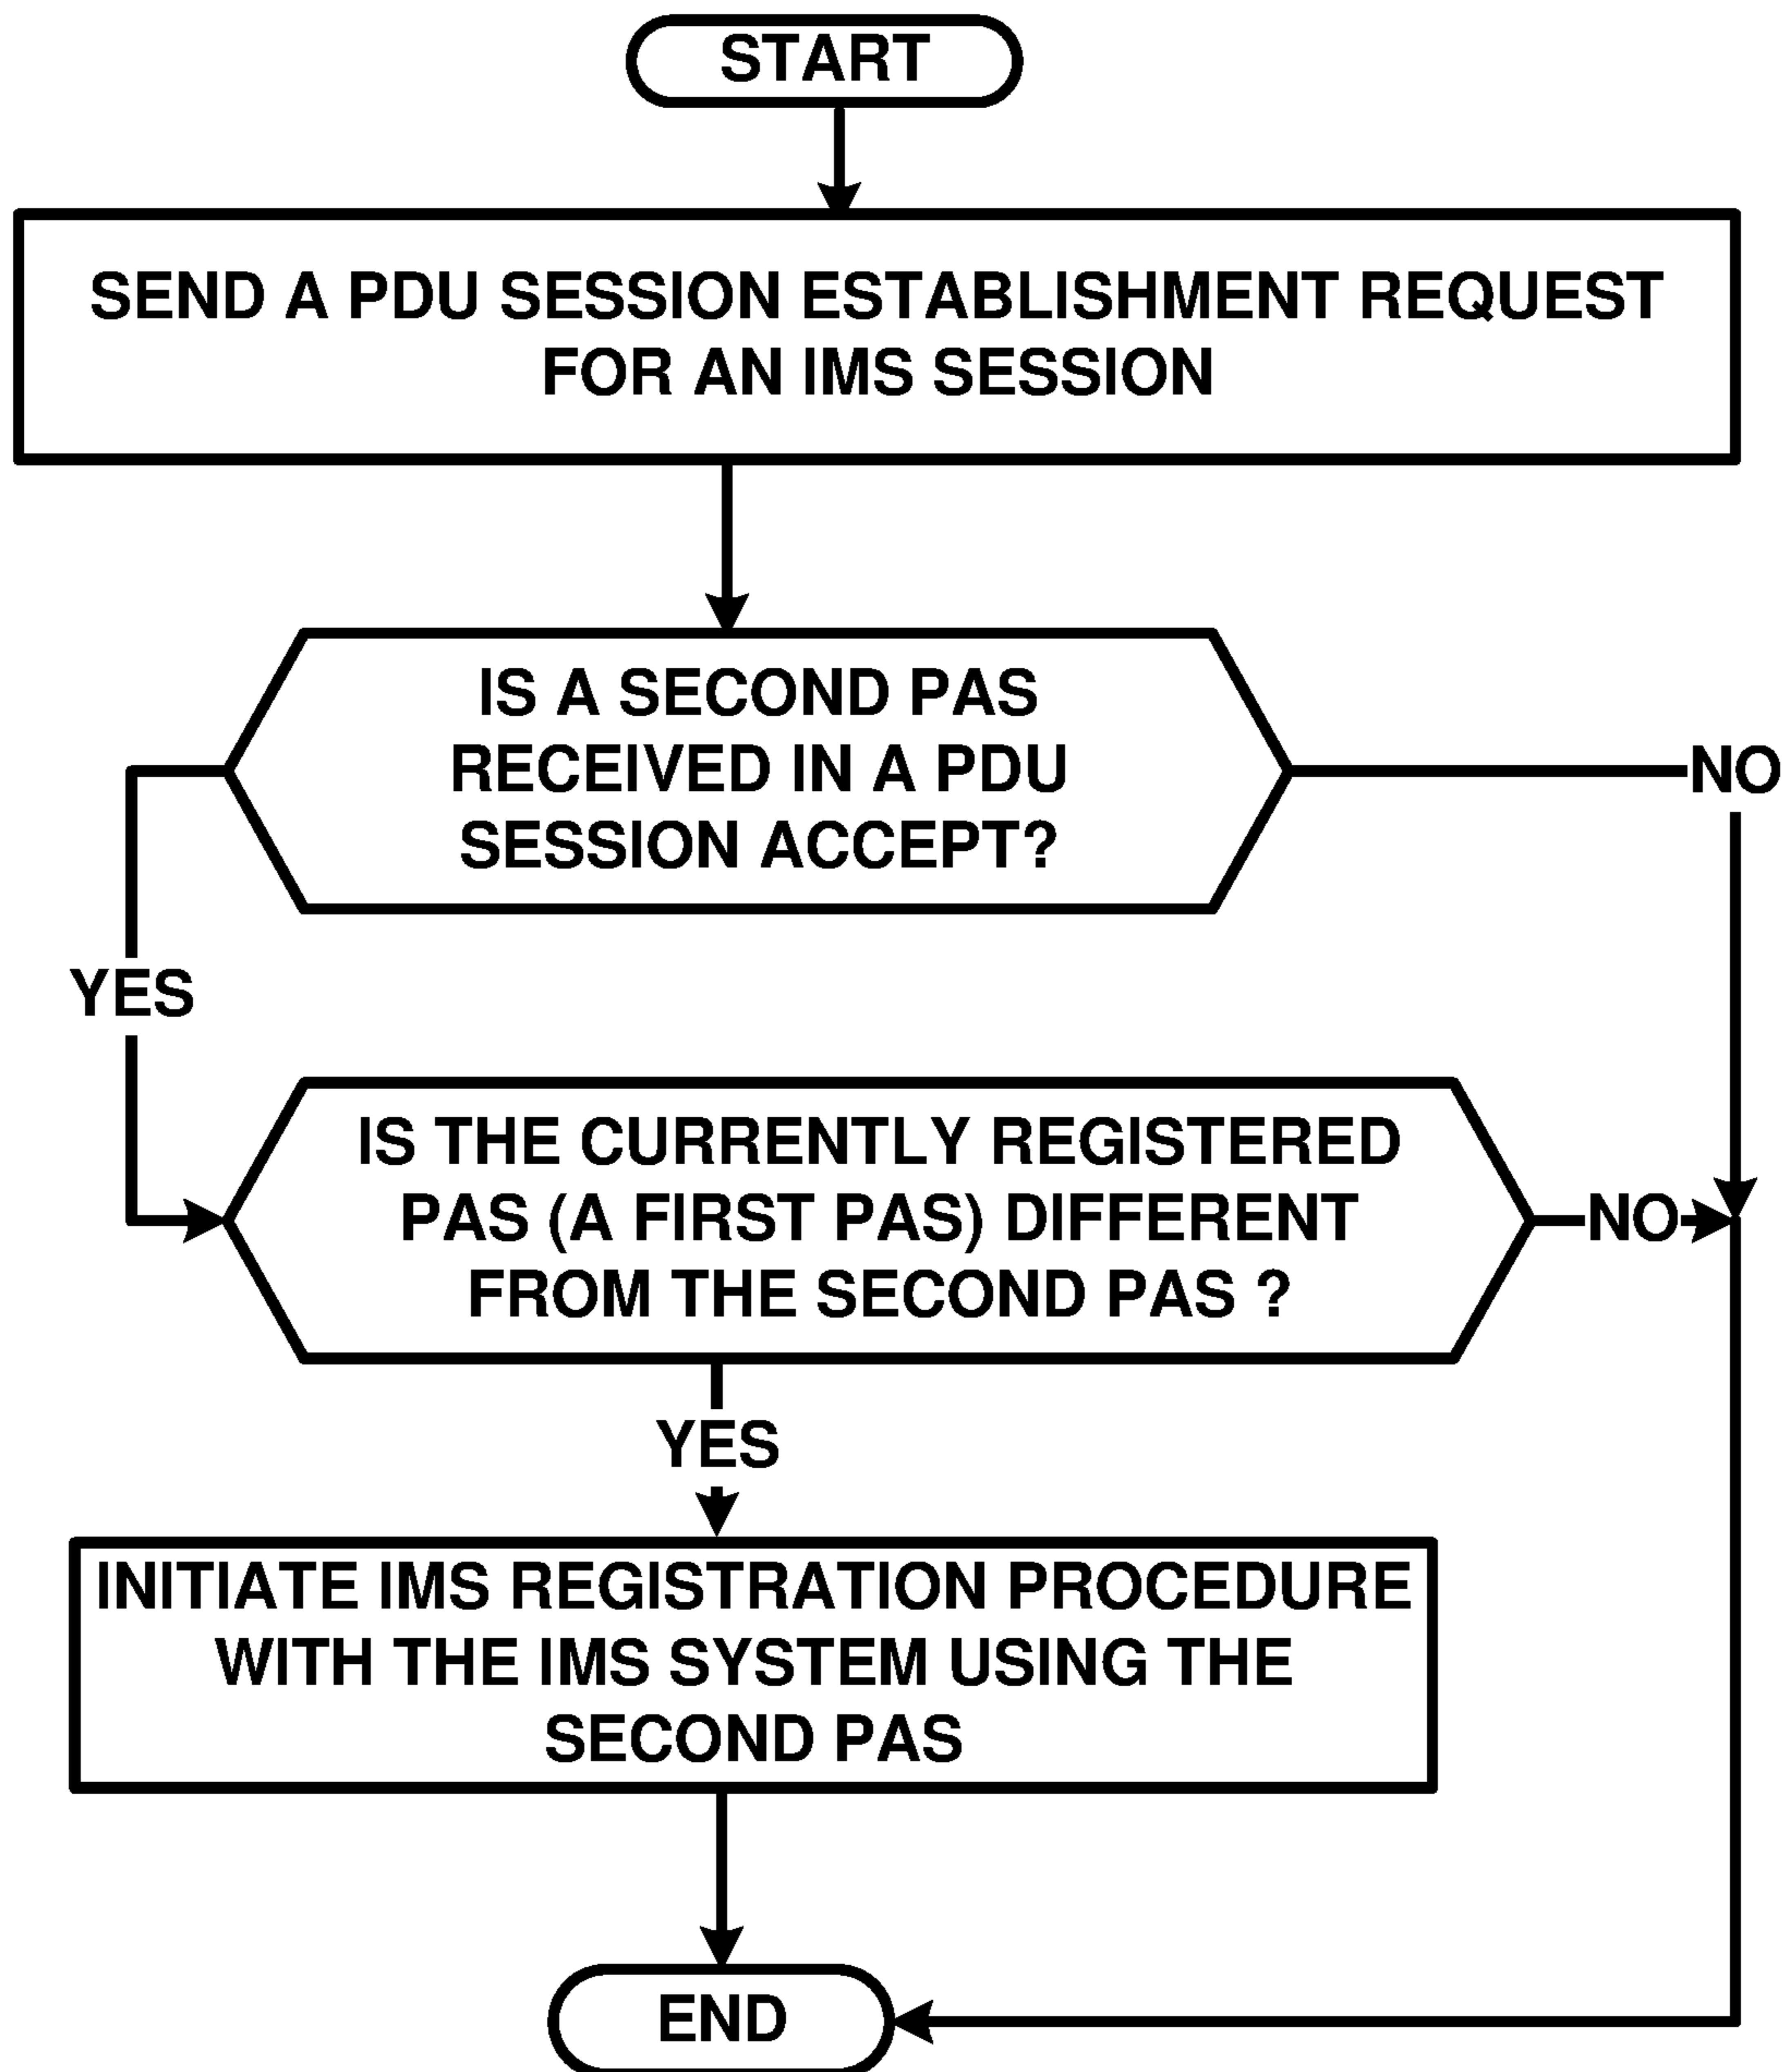 START
SEND A PDU SESSION ESTABLISHMENT REQUEST
FOR AN IMS SESSION
IS A SECOND PAS
RECEIVED IN A PDU
SESSION ACCEPT?
NO
YES
IS THE CURRENTLY REGISTERED
PAS (A FIRST PAS) DIFFERENT
FROM THE SECOND PAS ?
NO
YES
INITIATE IMS REGISTRATION PROCEDURE
WITH THE IMS SYSTEM USING THE
SECOND PAS
END